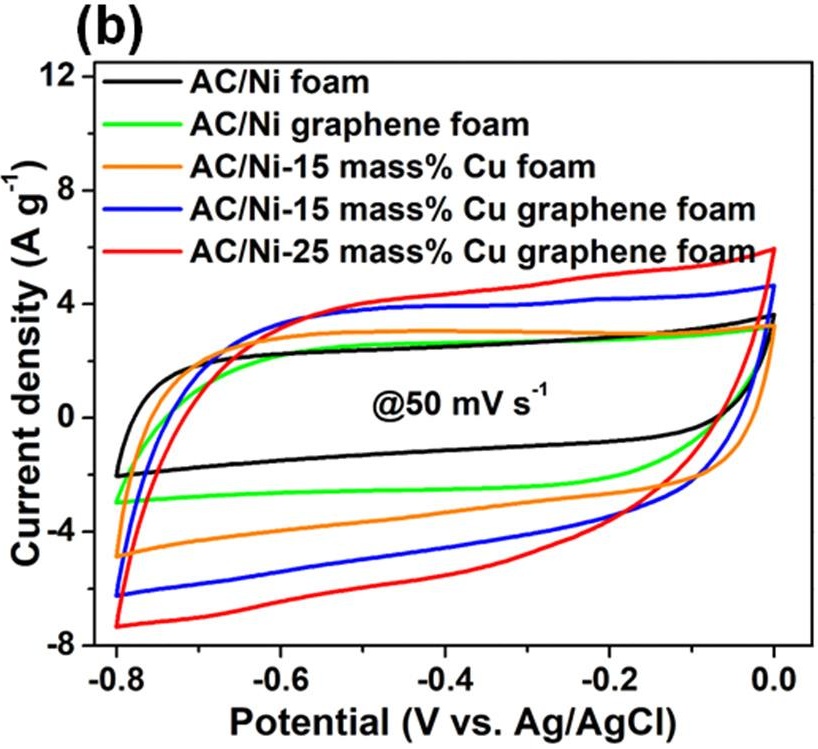 (b)
AC/Ni foam
AC/Ni graphene foam
AC/Ni-15 mass% Cu foam
AC/Ni-15 mass% Cu graphene foam
AC/Ni-25 mass% Cu graphene foam
@50 mV s⁻¹
Current density (A g⁻¹)
12
8
4
0
-4
-8
-0.8 -0.6 -0.4 -0.2 0.0
Potential (V vs. Ag/AgCl)